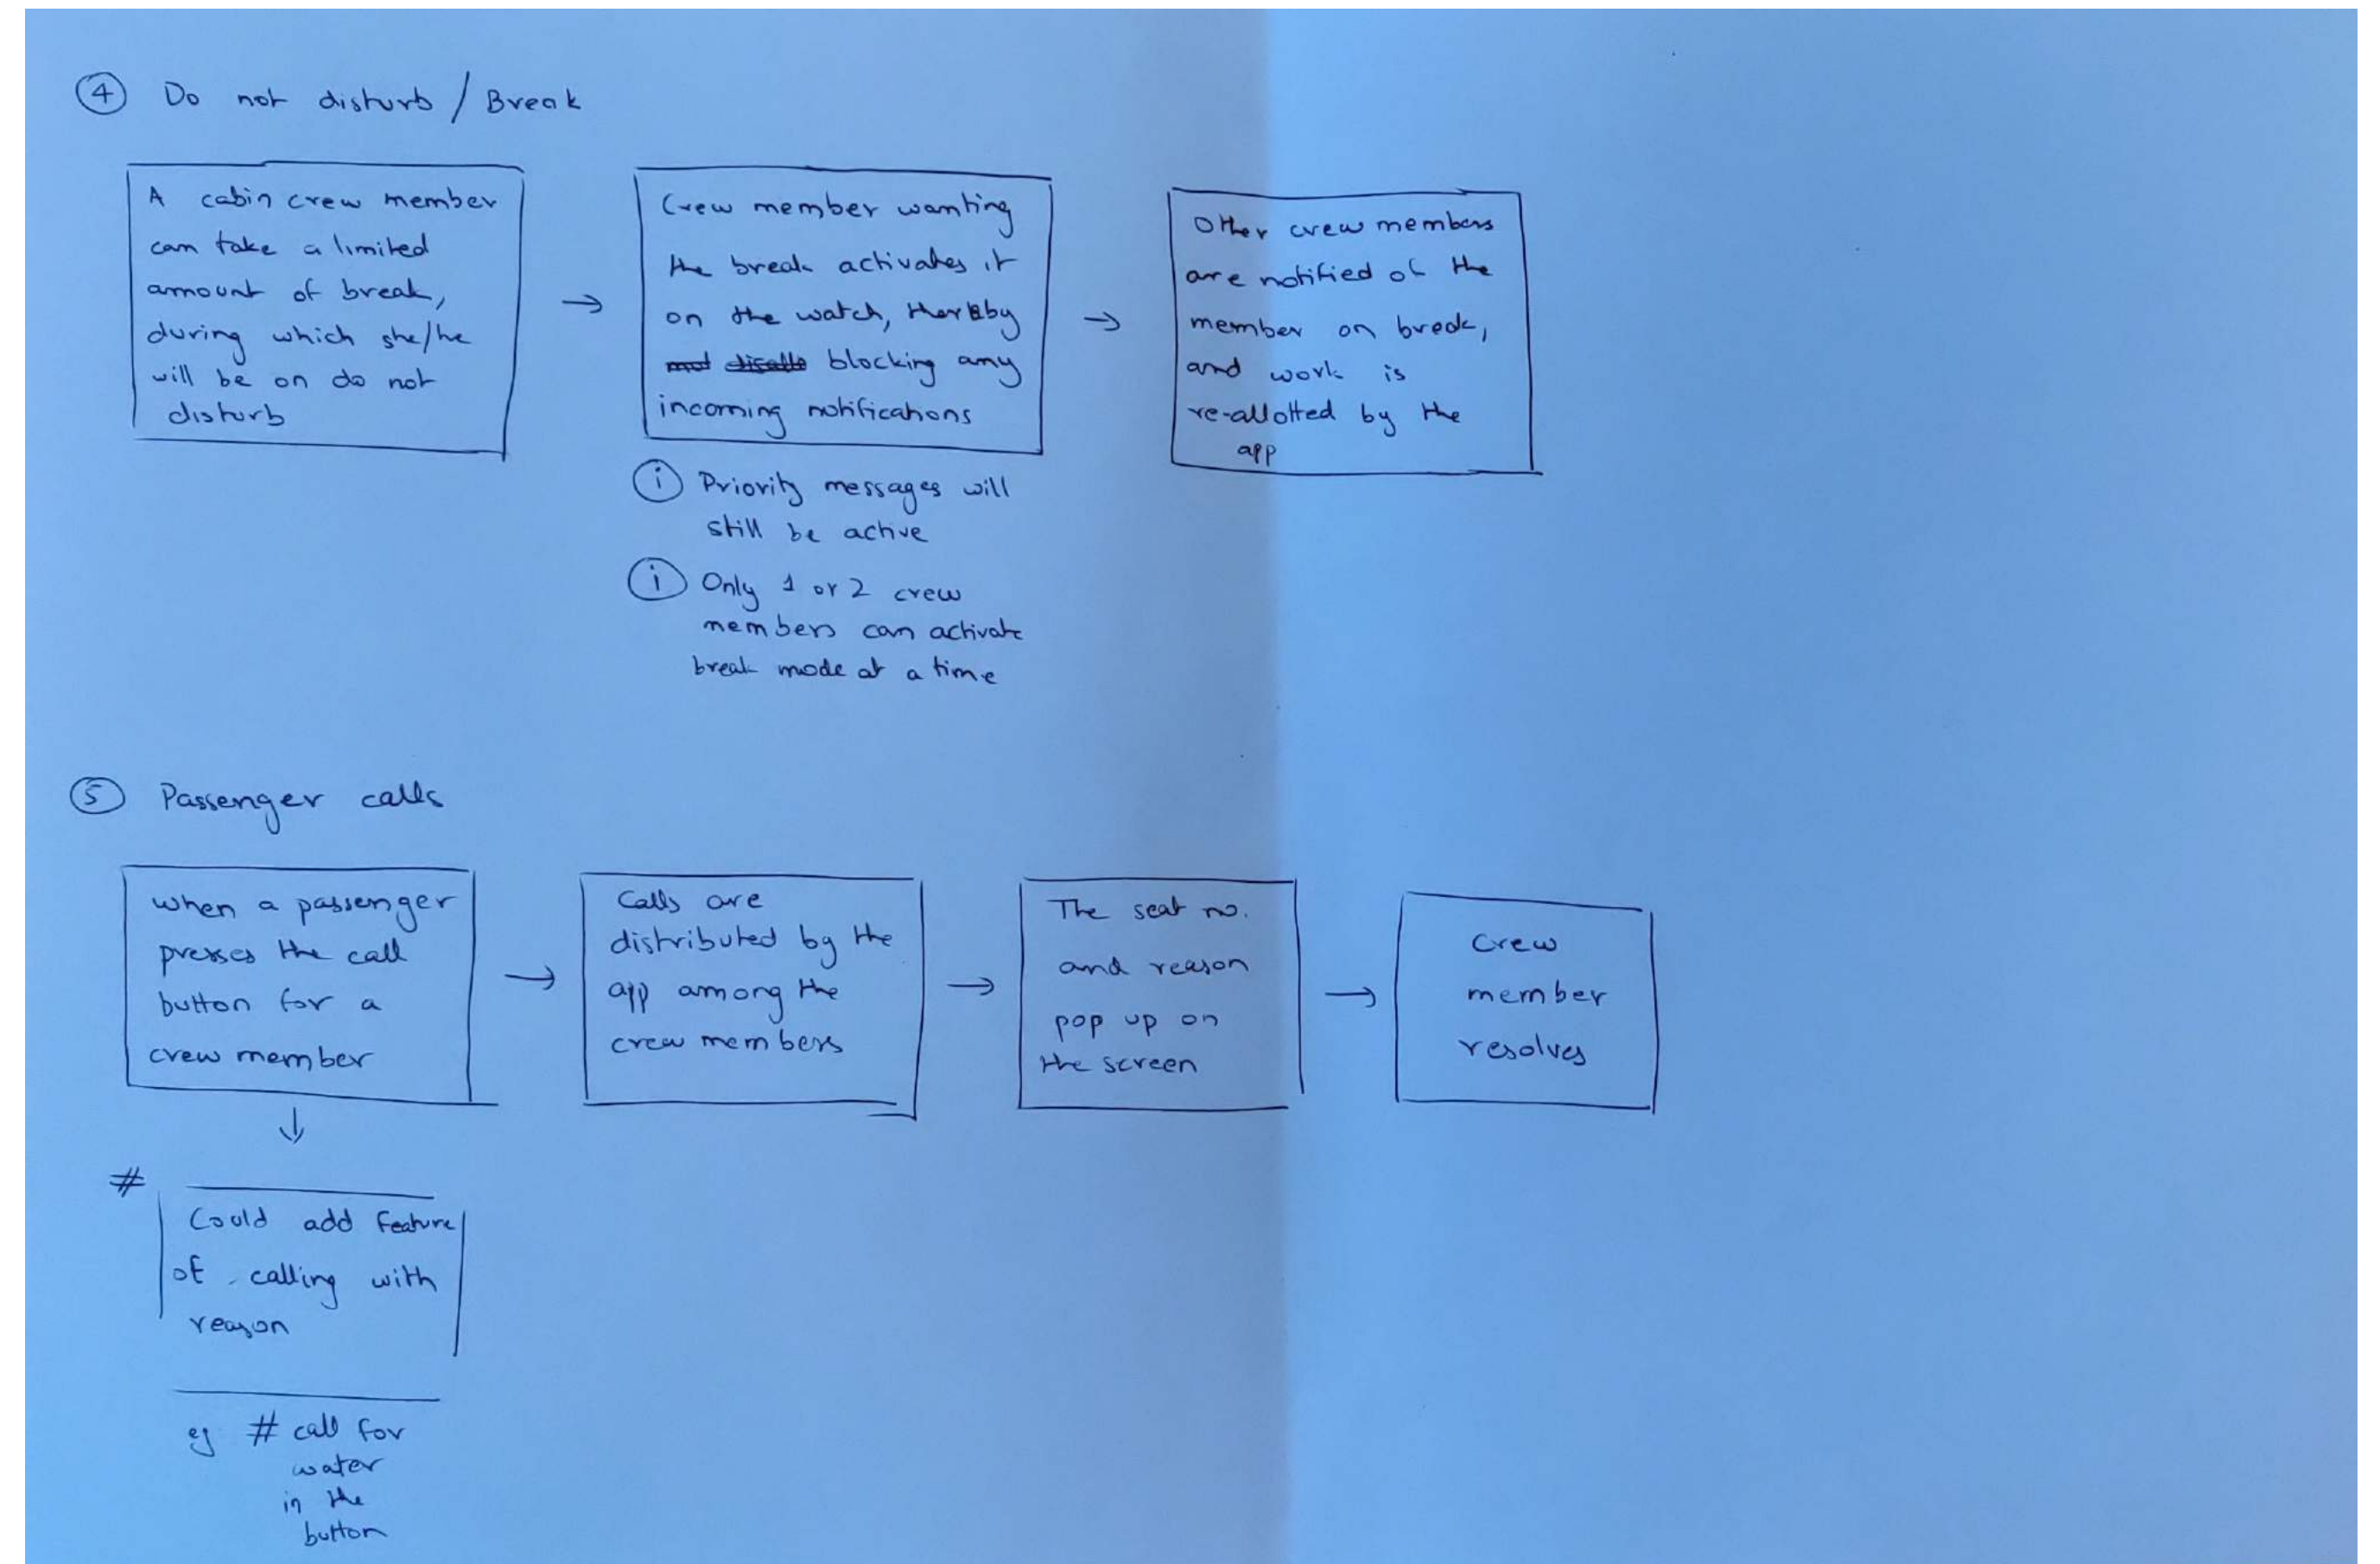 4 Do not disturb / Break
A cabin crew member
can take a limited
amount of break,
during which she/he
will be on do not
disturb
→
Crew member wanting
the break activates it
on the watch, thereby
blocking any
incoming notifications
i Priority messages will
still be active
i Only 1 or 2 crew
members can activate
break mode at a time
→
Other crew members
are notified of the
member on break,
and work is
re-allotted by the
app
5 Passenger calls
when a passenger
presses the call
button for a
crew member
→
Calls are
distributed by the
app among the
crew members
→
The seat no.
and reason
pop up on
the screen
→
Crew
member
resolves
↓
#
Could add feature
of calling with
reason
eg # call for
water
in the
button